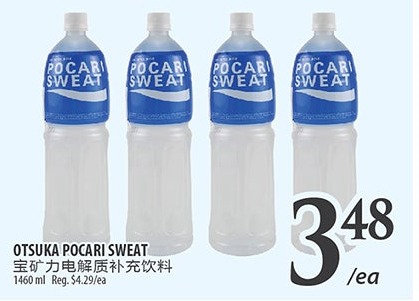 POCARI SWEAT
POCARI SWEAT
POCARI SWEAT
POCARI SWEAT
OTSUKA POCARI SWEAT
宝矿力电解质补充饮料
1460 ml Reg. $4.29/ea
3.48
/ea